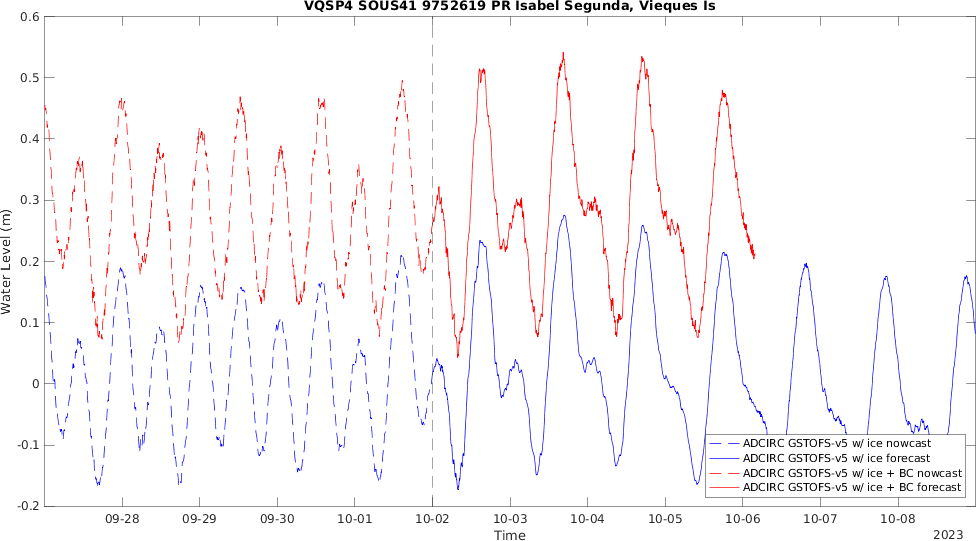 VQSP4 SOUS41 9752619 PR Isabel Segunda, Vieques Is
0.6
0.5
0.4
0.3
0.2
0.1
0
-0.1
-0.2
Water Level (m)
ADCIRC GSTOFS-v5 w/ ice nowcast
ADCIRC GSTOFS-v5 w/ ice forecast
ADCIRC GSTOFS-v5 w/ ice + BC nowcast
ADCIRC GSTOFS-v5 w/ ice + BC forecast
09-28 09-29 09-30 10-01 10-02 10-03 10-04 10-05 10-06 10-07 10-08
Time
2023